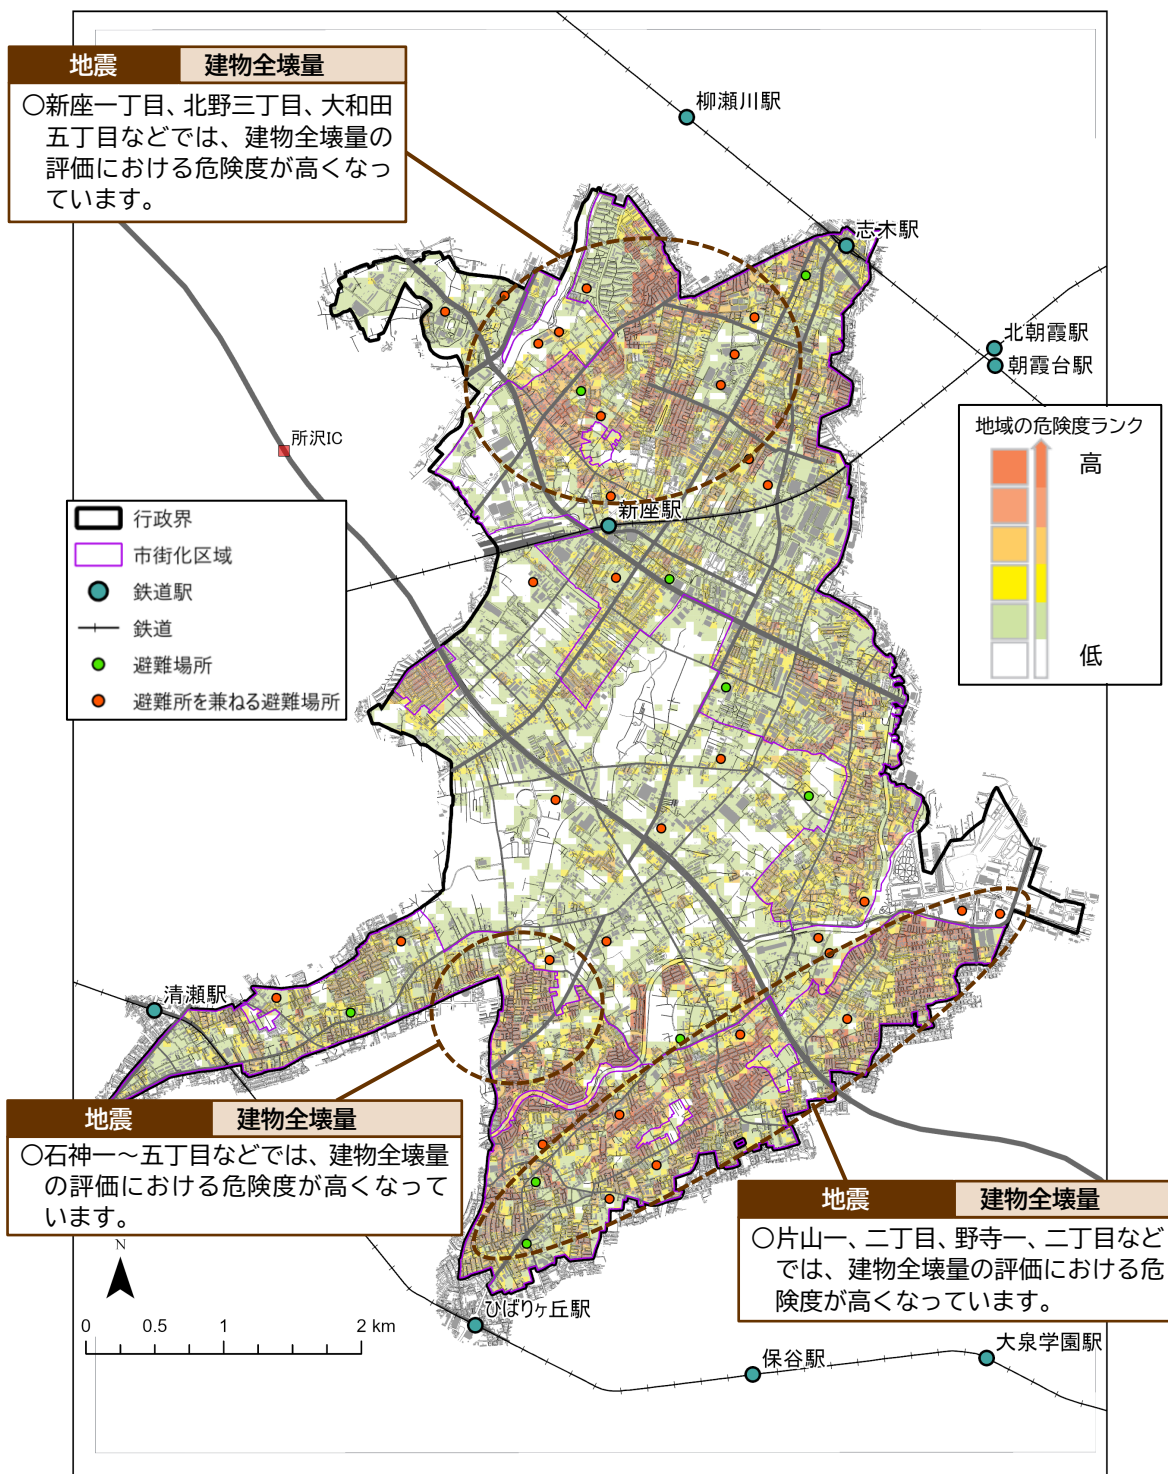 地震 建物全壊量
〇新座一丁目、北野三丁目、大和田
五丁目などでは、建物全壊量の
評価における危険度が高くなっ
ています。
柳瀬川駅
志木駅
北朝霞駅
朝霞台駅
所沢IC
地域の危険度ランク
高
低
行政界
市街化区域
鉄道駅
鉄道
避難場所
避難所を兼ねる避難場所
新座駅
清瀬駅
地震 建物全壊量
〇石神一～五丁目などでは、建物全壊量
の評価における危険度が高くなって
います。
地震 建物全壊量
〇片山一、二丁目、野寺一、二丁目など
では、建物全壊量の評価における危
険度が高くなっています。
N
0 0.5 1 2 km
ひばりヶ丘駅
保谷駅
大泉学園駅